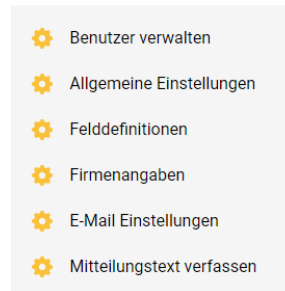 Benutzer verwalten
Allgemeine Einstellungen
Felddefinitionen
Firmenangaben
E-Mail Einstellungen
Mitteilungstext verfassen